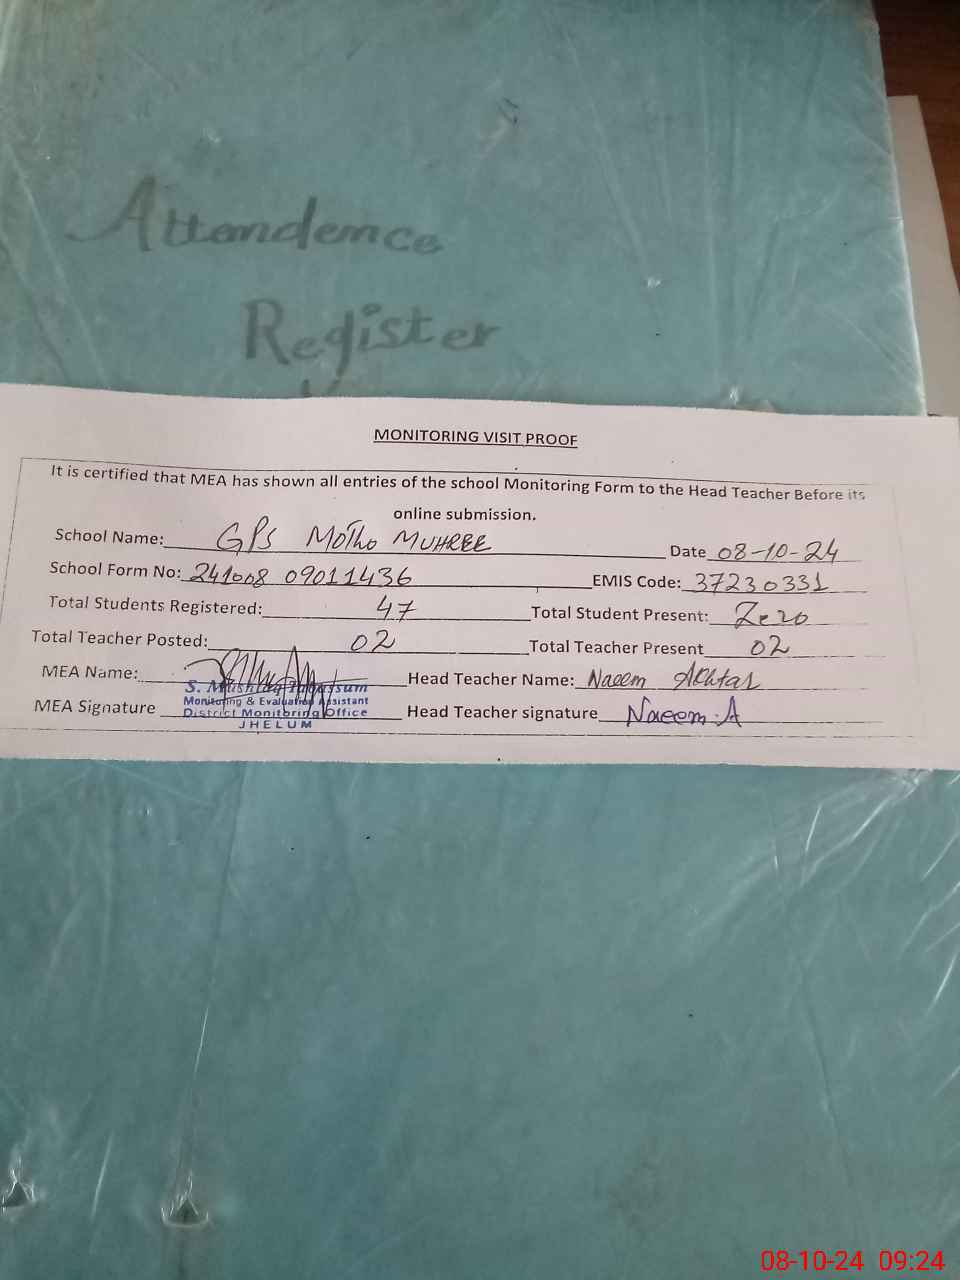 Attendence
Register
MONITORING VISIT PROOF
It is certified that MEA has shown all entries of the school Monitoring Form to the Head Teacher Before its
online submission.
School Name: GPS MOTHO MUHREE Date 08-10-24
School Form No: 241008 09011436 EMIS Code: 37230331
Total Students Registered: 47 Total Student Present: Zero
Total Teacher Posted: 02 Total Teacher Present 02
MEA Name: Head Teacher Name: Naeem Akhtar
S. Mushtaq Tabassum
Monitoring & Evaluation Assistant
MEA Signature Head Teacher signature Naeem.A
District Monitoring Office
JHELUM
08-10-24 09:24